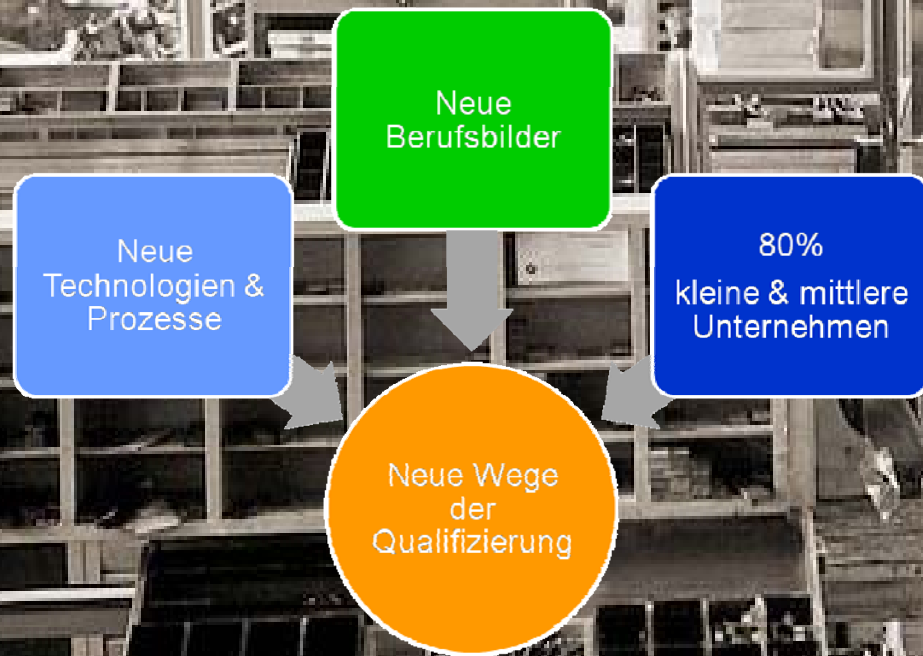 Neue
Berufsbilder
Neue
Technologien &
Prozesse
80%
kleine & mittlere
Unternehmen
Neue Wege
der
Qualifizierung